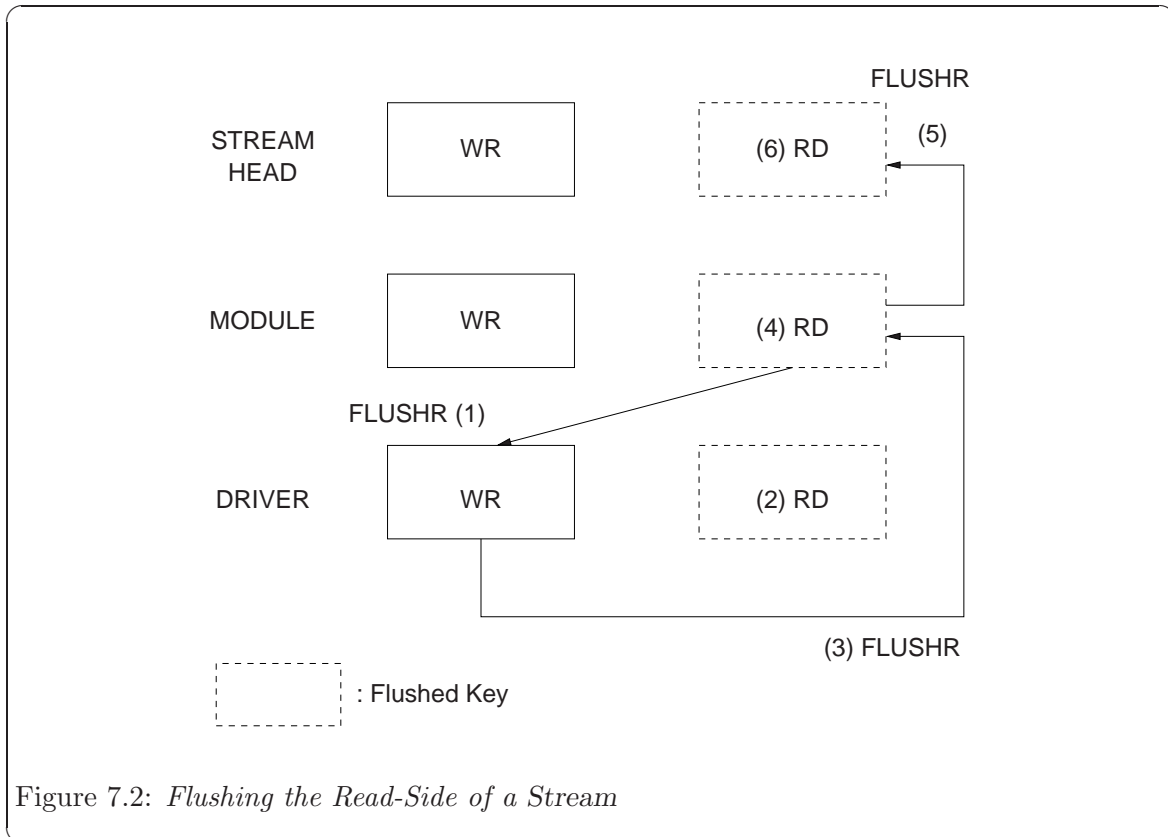 FLUSHR
STREAM
HEAD
WR
(6) RD
(5)
MODULE
WR
(4) RD
FLUSHR (1)
DRIVER
WR
(2) RD
(3) FLUSHR
: Flushed Key
Figure 7.2: Flushing the Read-Side of a Stream